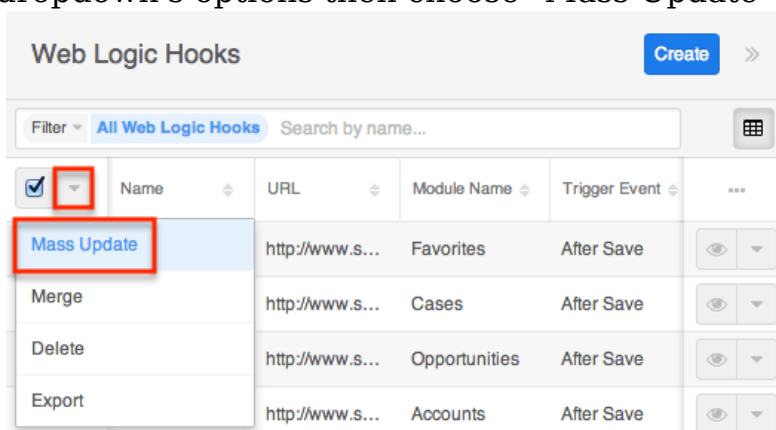 dropdown's options then choose "Mass Update"
Web Logic Hooks
Create
Filter All Web Logic Hooks Search by name...
Name URL Module Name Trigger Event
Mass Update http://www.s... Favorites After Save
Merge http://www.s... Cases After Save
Delete http://www.s... Opportunities After Save
Export http://www.s... Accounts After Save